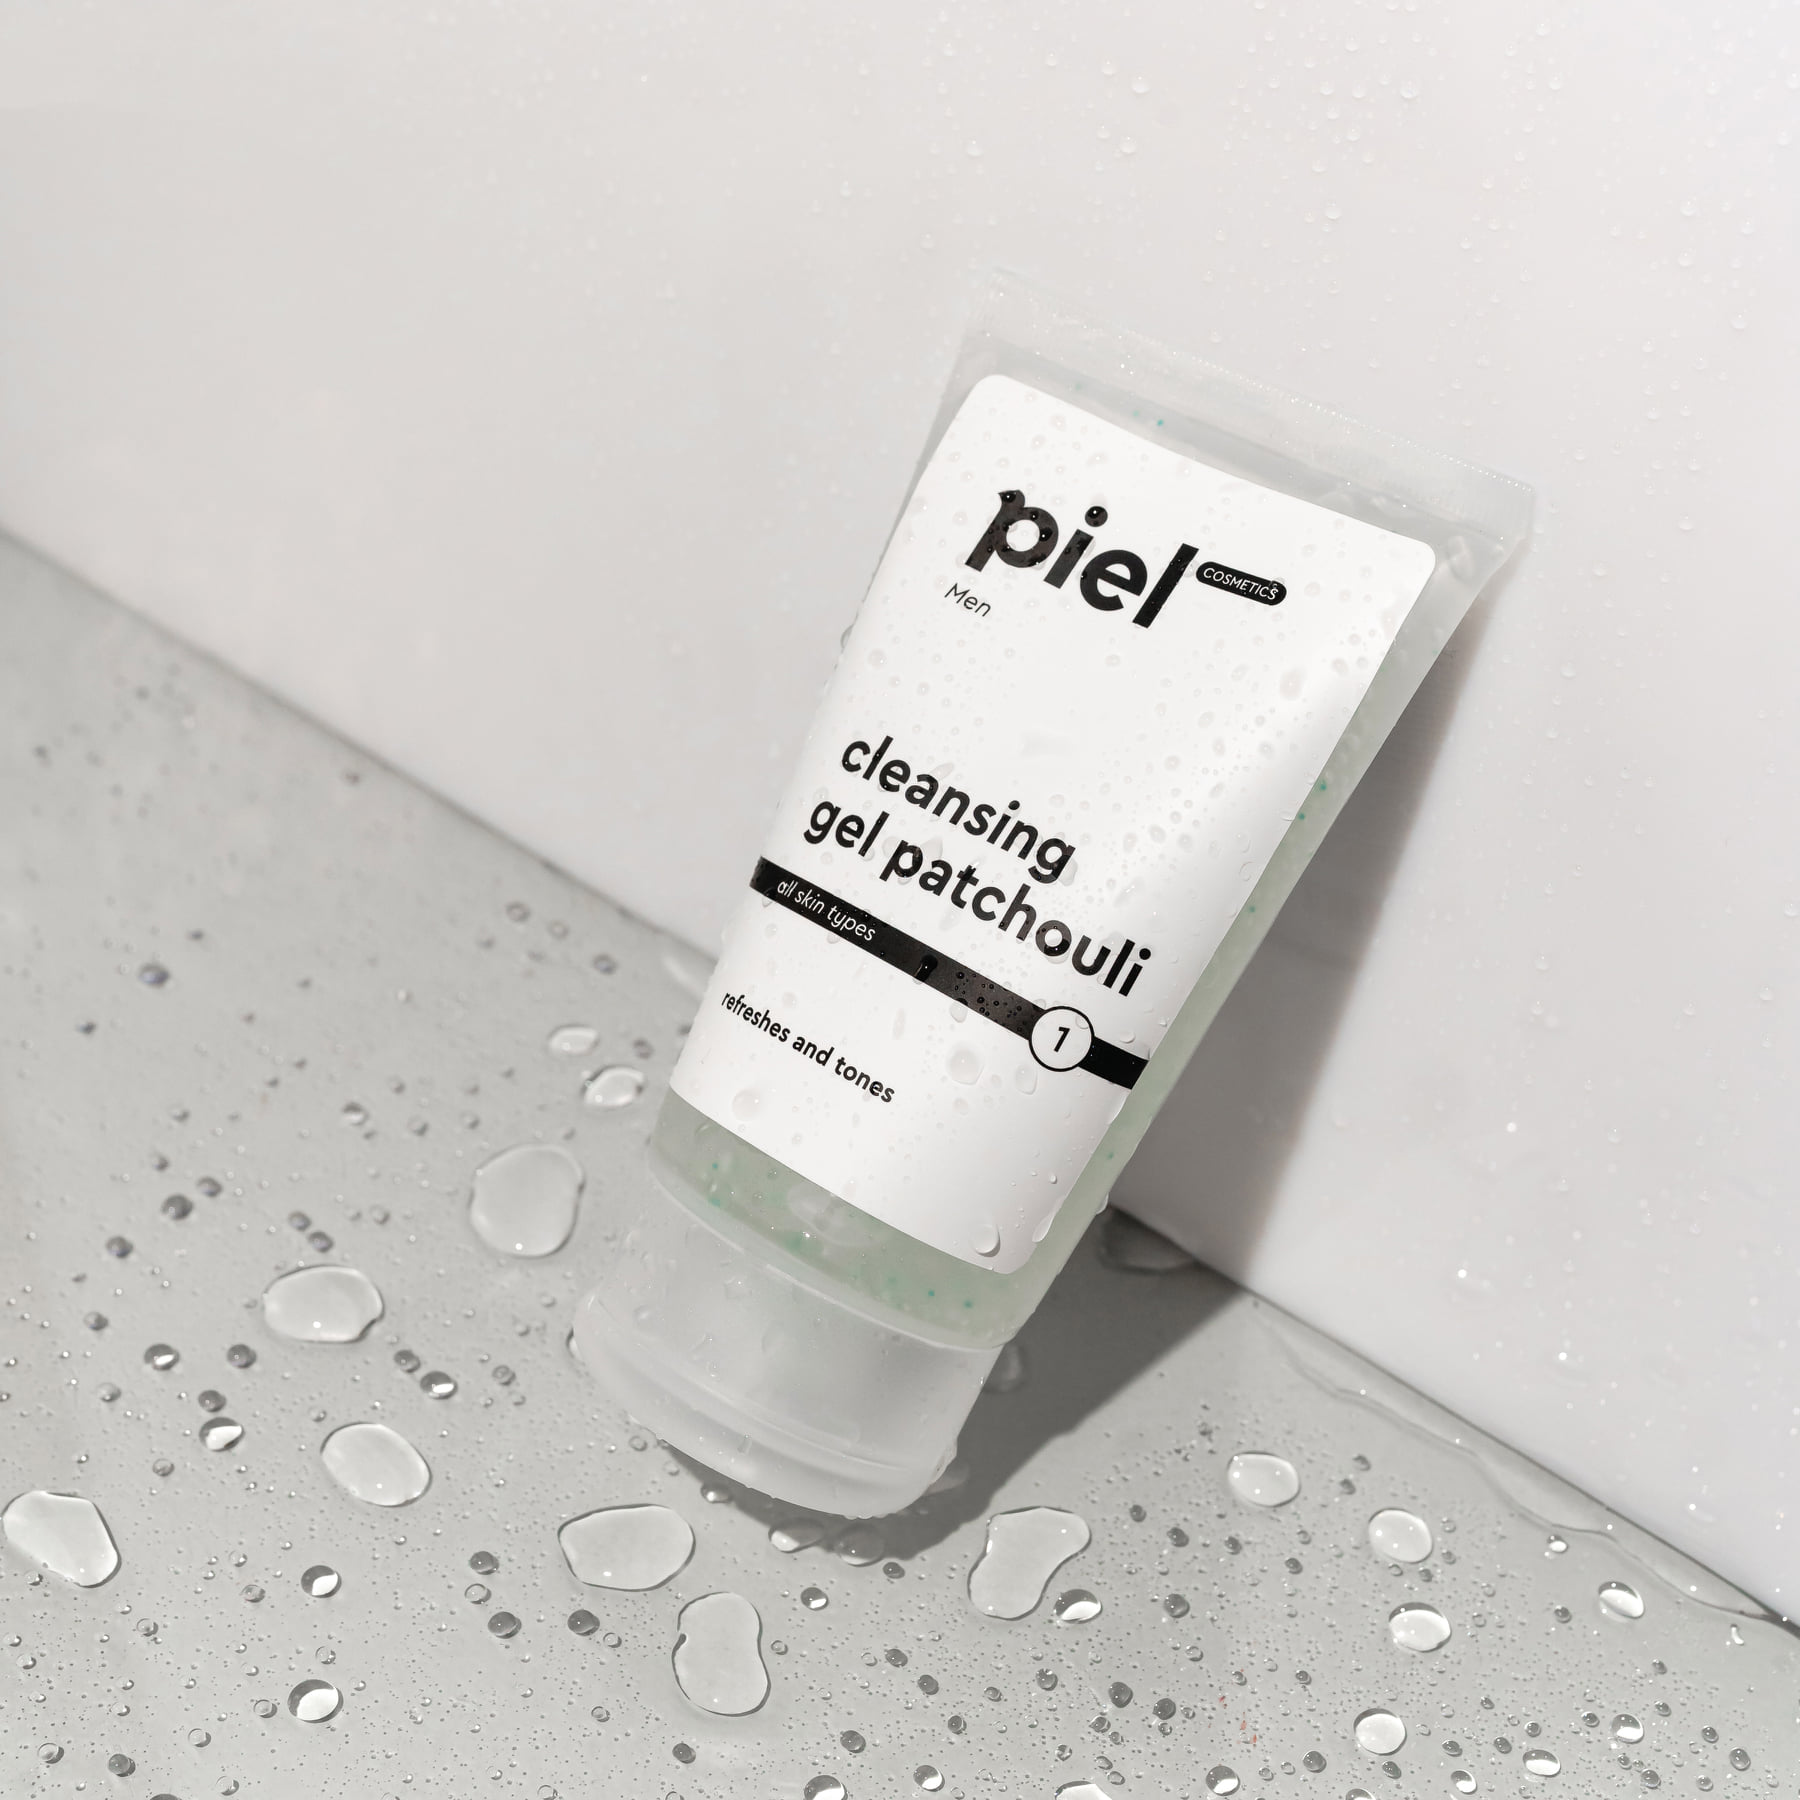 piel COSMETICS
Men
cleansing
gel patchouli
all skin types
1
refreshes and tones